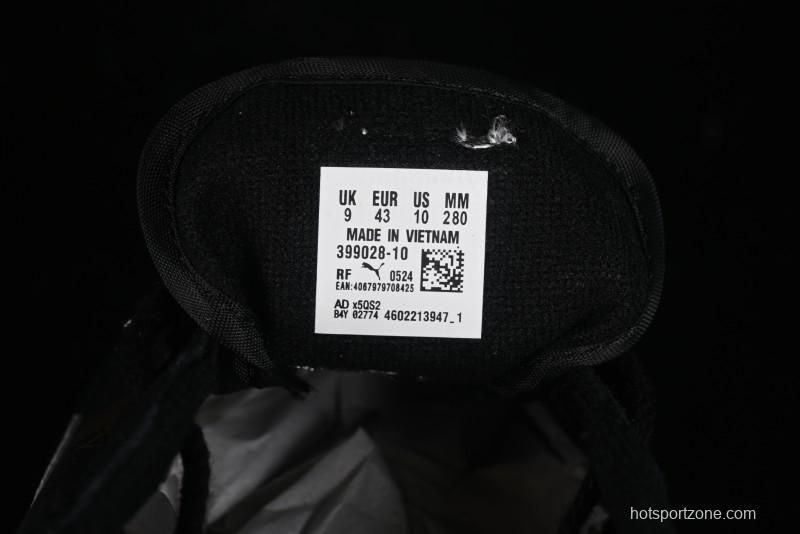 UK EUR US MM
9 43 10 280
MADE IN VIETNAM
399028-10
RF 0524
EAN:4067979708425
AD x5QS2
B4Y 02774 4602213947_1
hotsportzone.com